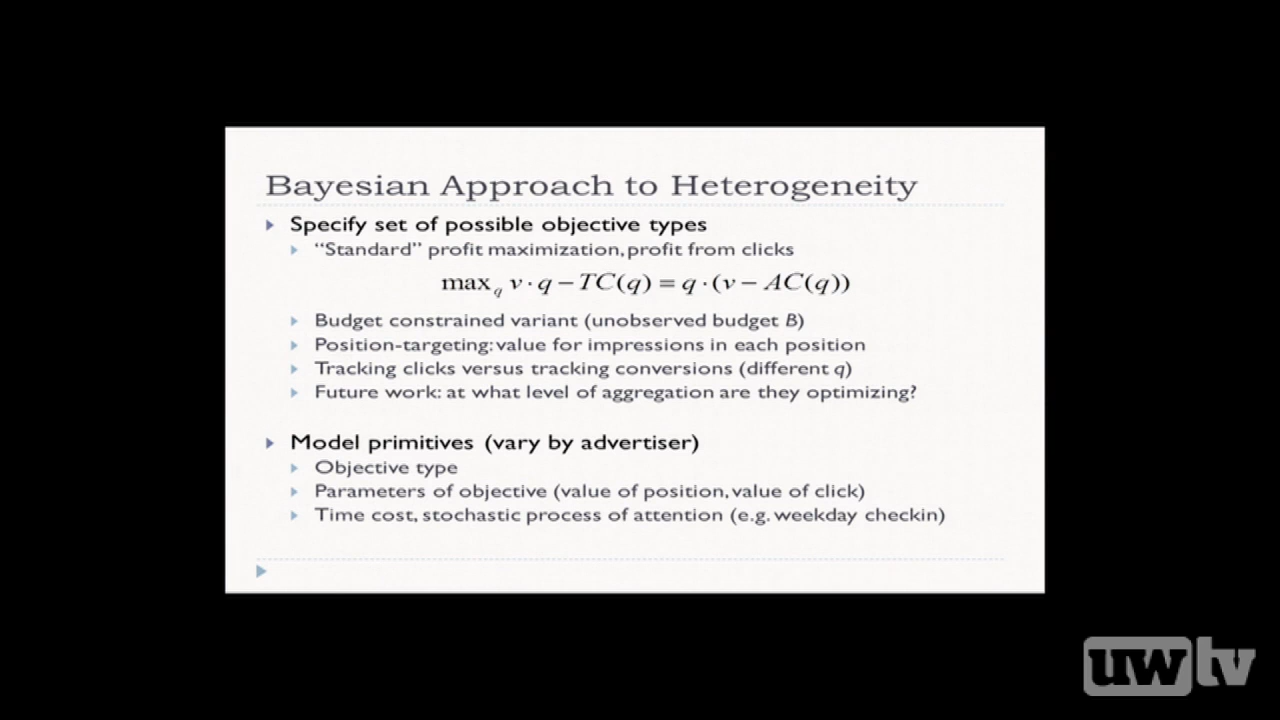 Bayesian Approach to Heterogeneity
Specify set of possible objective types
“Standard” profit maximization, profit from clicks
max_q v · q − TC(q) = q · (v − AC(q))
Budget constrained variant (unobserved budget B)
Position-targeting: value for impressions in each position
Tracking clicks versus tracking conversions (different q)
Future work: at what level of aggregation are they optimizing?
Model primitives (vary by advertiser)
Objective type
Parameters of objective (value of position, value of click)
Time cost, stochastic process of attention (e.g. weekday checkin)
uwtv